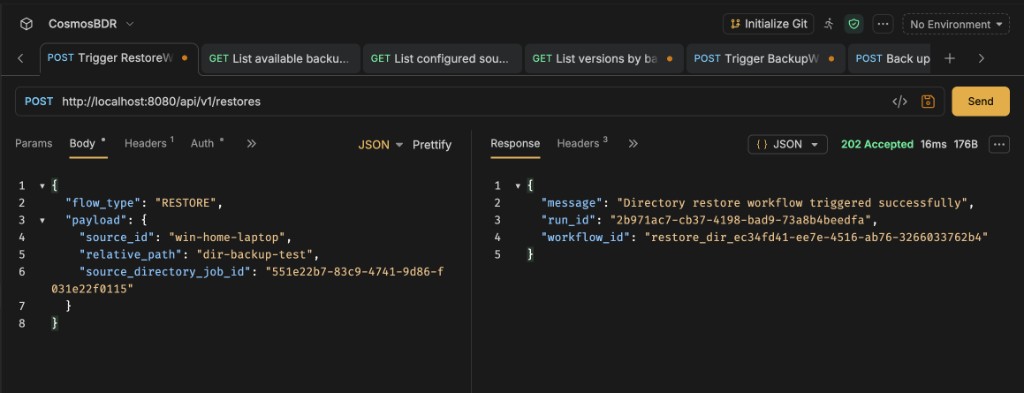 CosmosBDR
Initialize Git
No Environment
POST Trigger RestoreW
GET List available backu...
GET List configured sou...
GET List versions by ba
POST Trigger BackupW
POST Back up
POST http://localhost:8080/api/v1/restores
</>
Send
Params Body Headers 1 Auth JSON Prettify
1 {
2 "flow_type": "RESTORE",
3 "payload": {
4 "source_id": "win-home-laptop",
5 "relative_path": "dir-backup-test",
6 "source_directory_job_id": "551e22b7-83c9-4741-9d86-f
031e22f0115"
7 }
8 }
Response Headers 3 { } JSON 202 Accepted 16ms 176B
1 {
2 "message": "Directory restore workflow triggered successfully",
3 "run_id": "2b971ac7-cb37-4198-bad9-73a8b4beedfa",
4 "workflow_id": "restore_dir_ec34fd41-ee7e-4516-ab76-3266033762b4"
5 }